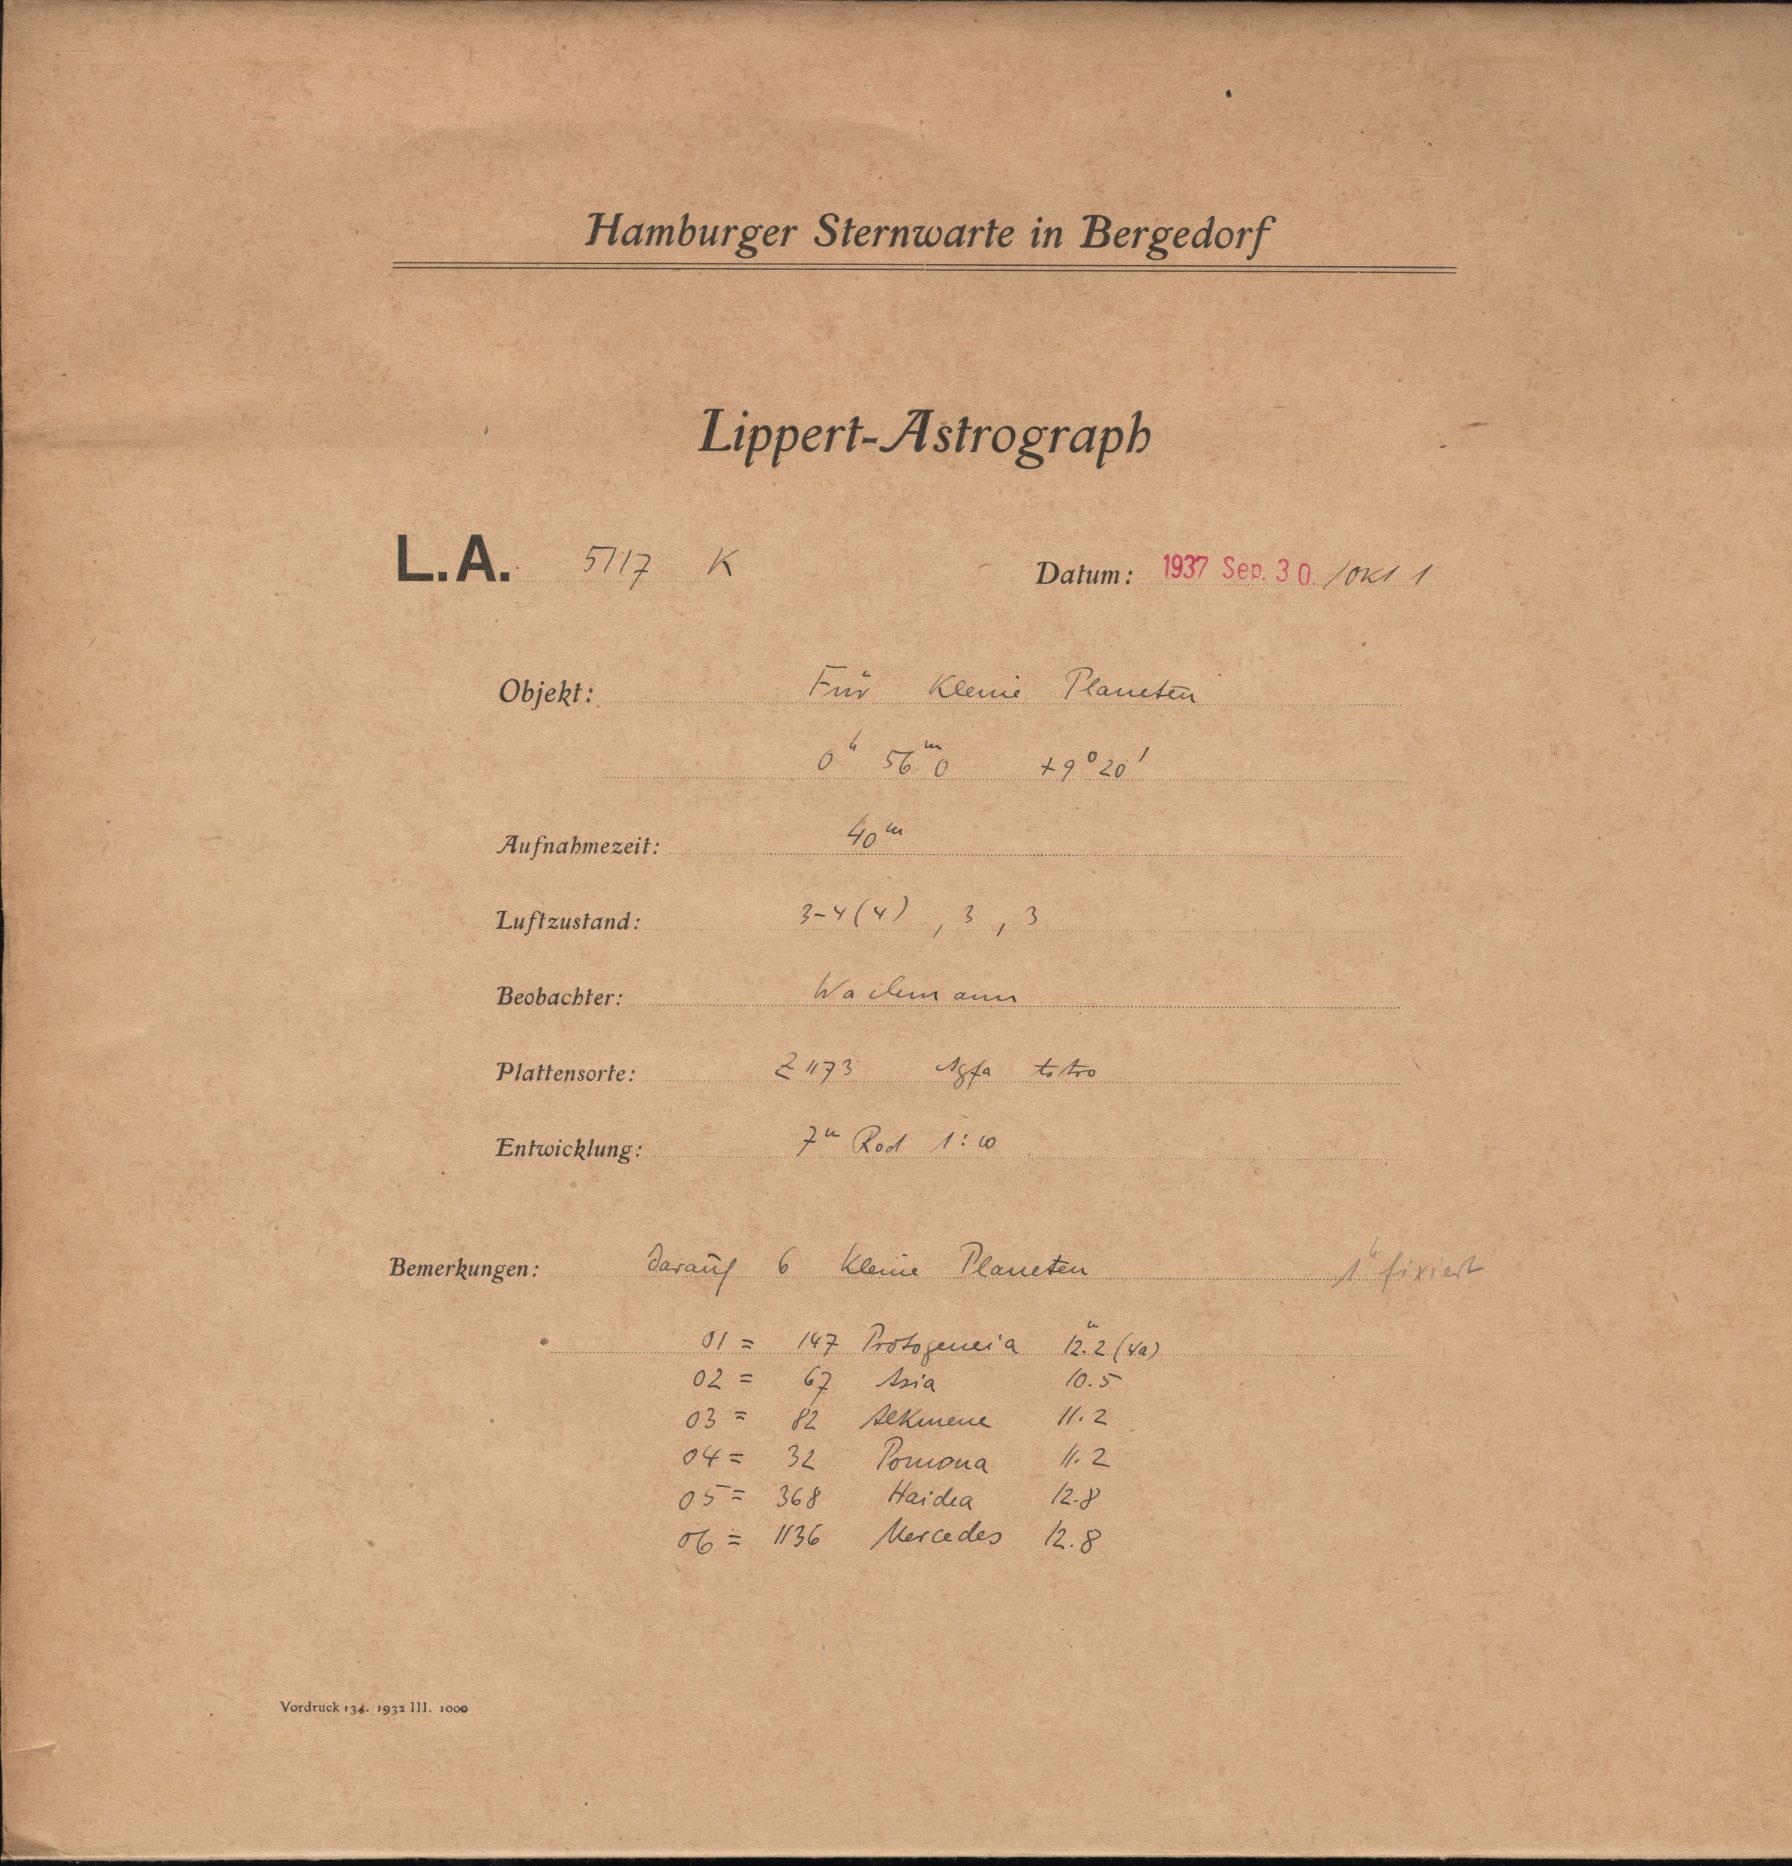 Hamburger Sternwarte in Bergedorf
Lippert-Astrograph
L.A. 5117 K Datum: 1937 Sep. 30. / Okt 1
Objekt: Für Kleine Planeten
0h 56m.0 +9° 20'
Aufnahmezeit: 40m
Luftzustand: 3-4 (4) , 3 , 3
Beobachter: Wachmann
Plattensorte: Z 1173 Agfa Astro
Entwicklung: 7m Rod 1:10
Bemerkungen: darauf 6 Kleine Planeten 1h fixiert
01 = 147 Protogeneia 12m.2 (4a)
02 = 67 Asia 10.5
03 = 82 Alkmene 11.2
04 = 32 Pomona 11.2
05 = 368 Haidea 12.8
06 = 1136 Mercedes 12.8
Vordruck 134. 1932 III. 1000